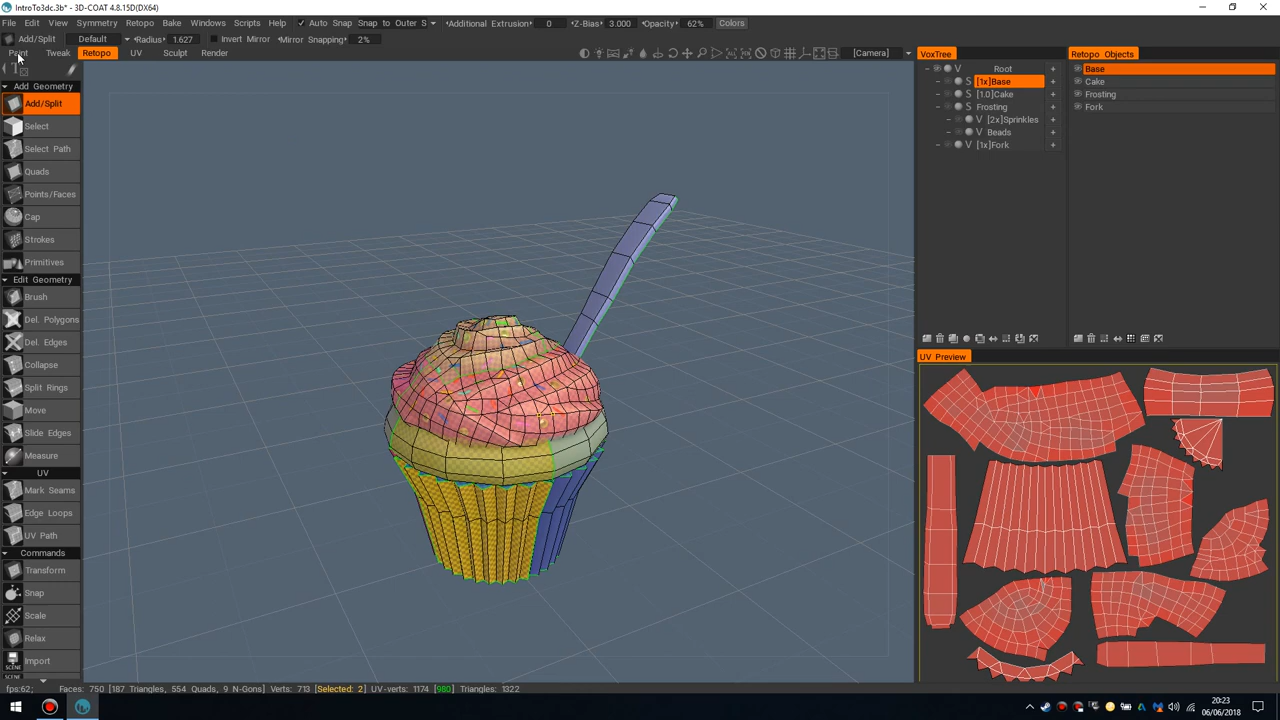 IntroTo3dc.3b* - 3D-COAT 4.8.15D(DX64)
File Edit View Symmetry Retopo Bake Windows Scripts Help Auto Snap Snap to Outer S Additional Extrusion 0 Z-Bias 3.000 Opacity 62% Colors
Add/Split Default Radius 1.627 Invert Mirror Mirror Snapping 2%
Paint Tweak Retopo UV Sculpt Render [Camera]
Add Geometry
Add/Split
Select
Select Path
Quads
Points/Faces
Cap
Strokes
Primitives
Edit Geometry
Brush
Del. Polygons
Del. Edges
Collapse
Split Rings
Move
Slide Edges
Measure
UV
Mark Seams
Edge Loops
UV Path
Commands
Transform
Snap
Scale
Relax
SCENE Import
SCENE
VoxTree
V Root +
S [1x]Base +
S [1.0]Cake +
S Frosting +
V [2x]Sprinkles +
V Beads +
V [1x]Fork +
Retopo Objects
Base
Cake
Frosting
Fork
UV Preview
fps:62; Faces: 750 [187 Triangles, 554 Quads, 9 N-Gons] Verts: 713 [Selected: 2] UV-verts: 1174 [980] Triangles: 1322
20:23
06/06/2018